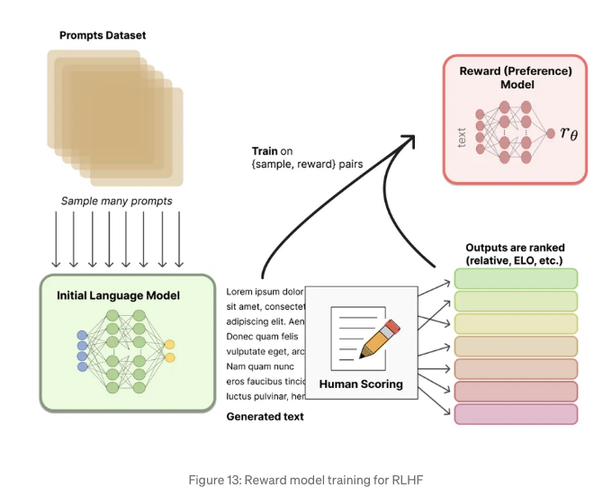 Prompts Dataset
Sample many prompts
Initial Language Model
Train on
{sample, reward} pairs
Reward (Preference)
Model
text
rθ
Lorem ipsum dolor
sit amet, consectet
adipiscing elit. Aen
Donec quam felis
vulputate eget, arc
Nam quam nunc
eros faucibus tincid
luctus pulvinar, her
Generated text
Human Scoring
Outputs are ranked
(relative, ELO, etc.)
Figure 13: Reward model training for RLHF